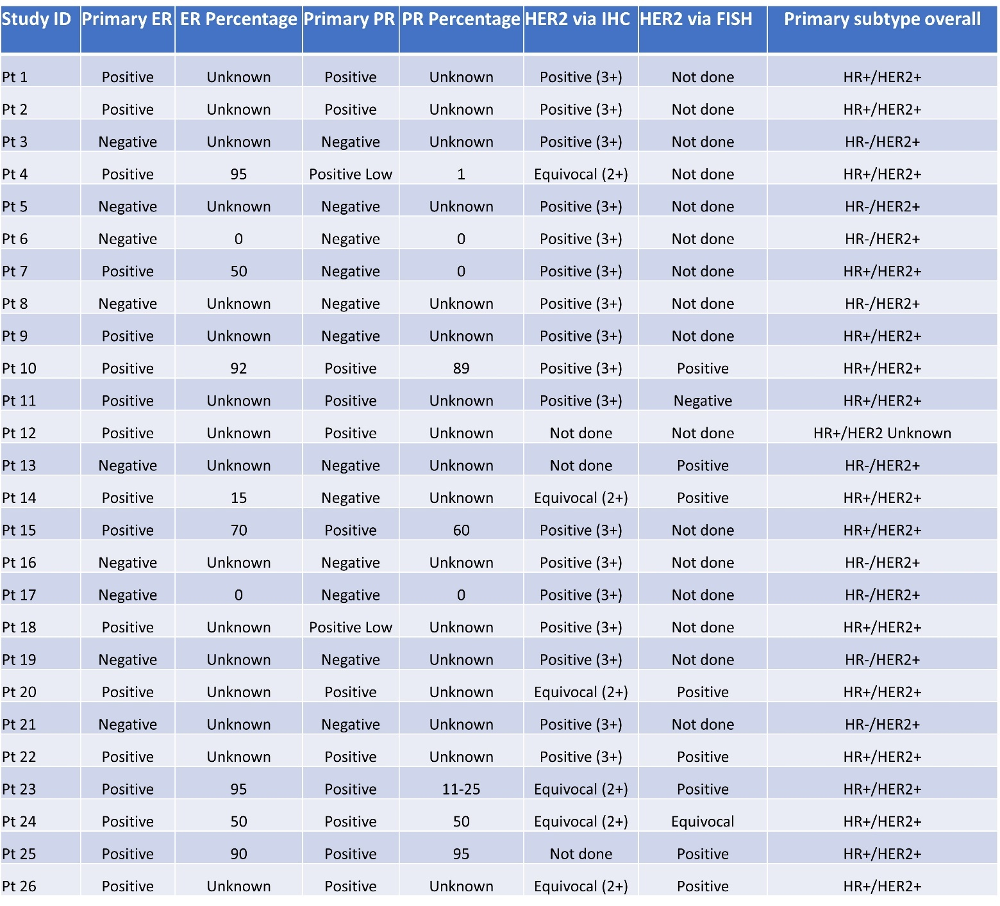 Study ID Primary ER ER Percentage Primary PR PR Percentage HER2 via IHC HER2 via FISH Primary subtype overall
Pt 1 Positive Unknown Positive Unknown Positive (3+) Not done HR+/HER2+
Pt 2 Positive Unknown Positive Unknown Positive (3+) Not done HR+/HER2+
Pt 3 Negative Unknown Negative Unknown Positive (3+) Not done HR-/HER2+
Pt 4 Positive 95 Positive Low 1 Equivocal (2+) Not done HR+/HER2+
Pt 5 Negative Unknown Negative Unknown Positive (3+) Not done HR-/HER2+
Pt 6 Negative 0 Negative 0 Positive (3+) Not done HR-/HER2+
Pt 7 Positive 50 Negative 0 Positive (3+) Not done HR+/HER2+
Pt 8 Negative Unknown Negative Unknown Positive (3+) Not done HR-/HER2+
Pt 9 Positive Unknown Negative Unknown Positive (3+) Not done HR+/HER2+
Pt 10 Positive 92 Positive 89 Positive (3+) Positive HR+/HER2+
Pt 11 Positive Unknown Positive Unknown Positive (3+) Negative HR+/HER2+
Pt 12 Positive Unknown Positive Unknown Not done Not done HR+/HER2 Unknown
Pt 13 Negative Unknown Negative Unknown Not done Positive HR-/HER2+
Pt 14 Positive 15 Negative Unknown Equivocal (2+) Positive HR+/HER2+
Pt 15 Positive 70 Positive 60 Positive (3+) Not done HR+/HER2+
Pt 16 Negative Unknown Negative Unknown Positive (3+) Not done HR-/HER2+
Pt 17 Negative 0 Negative 0 Positive (3+) Not done HR-/HER2+
Pt 18 Positive Unknown Positive Low Unknown Positive (3+) Not done HR+/HER2+
Pt 19 Negative Unknown Negative Unknown Positive (3+) Not done HR-/HER2+
Pt 20 Positive Unknown Positive Unknown Equivocal (2+) Positive HR+/HER2+
Pt 21 Negative Unknown Negative Unknown Positive (3+) Not done HR-/HER2+
Pt 22 Positive Unknown Positive Unknown Positive (3+) Positive HR+/HER2+
Pt 23 Positive 95 Positive 11-25 Equivocal (2+) Positive HR+/HER2+
Pt 24 Positive 50 Positive 50 Equivocal (2+) Equivocal HR+/HER2+
Pt 25 Positive 90 Positive 95 Not done Positive HR+/HER2+
Pt 26 Positive Unknown Positive Unknown Equivocal (2+) Positive HR+/HER2+